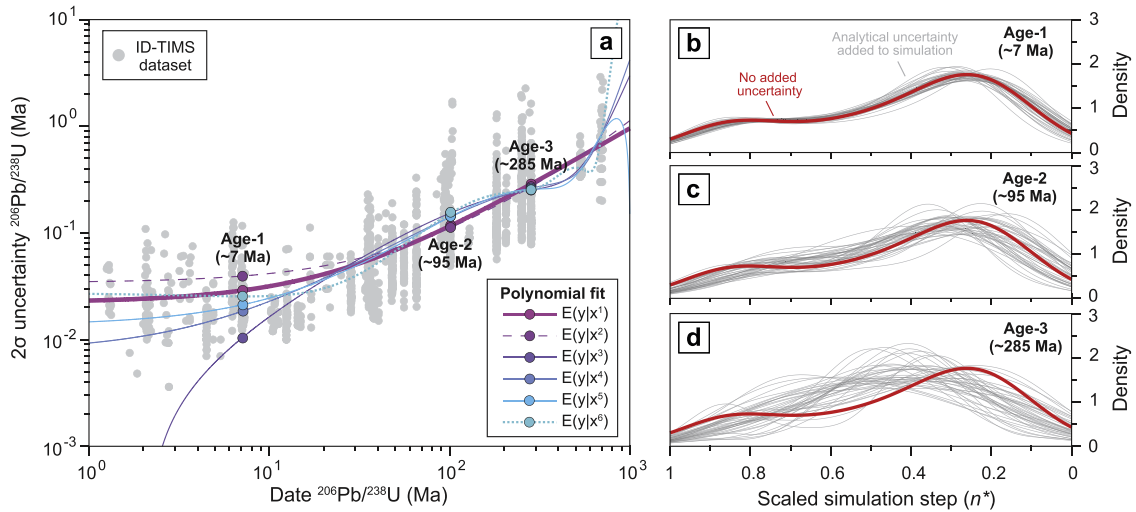 a
ID-TIMS
dataset
10¹
10⁰
10⁻¹
10⁻²
10⁻³
2σ uncertainty ²⁰⁶Pb/²³⁸U (Ma)
Age-1
(~7 Ma)
Age-2
(~95 Ma)
Age-3
(~285 Ma)
Polynomial fit
E(y|x¹)
E(y|x²)
E(y|x³)
E(y|x⁴)
E(y|x⁵)
E(y|x⁶)
10⁰
10¹
10²
10³
Date ²⁰⁶Pb/²³⁸U (Ma)
b
Analytical uncertainty
added to simulation
No added
uncertainty
Age-1
(~7 Ma)
3
2
1
0
Density
c
Age-2
(~95 Ma)
3
2
1
0
Density
d
Age-3
(~285 Ma)
3
2
1
0
Density
1
0.8
0.6
0.4
0.2
0
Scaled simulation step (n*)